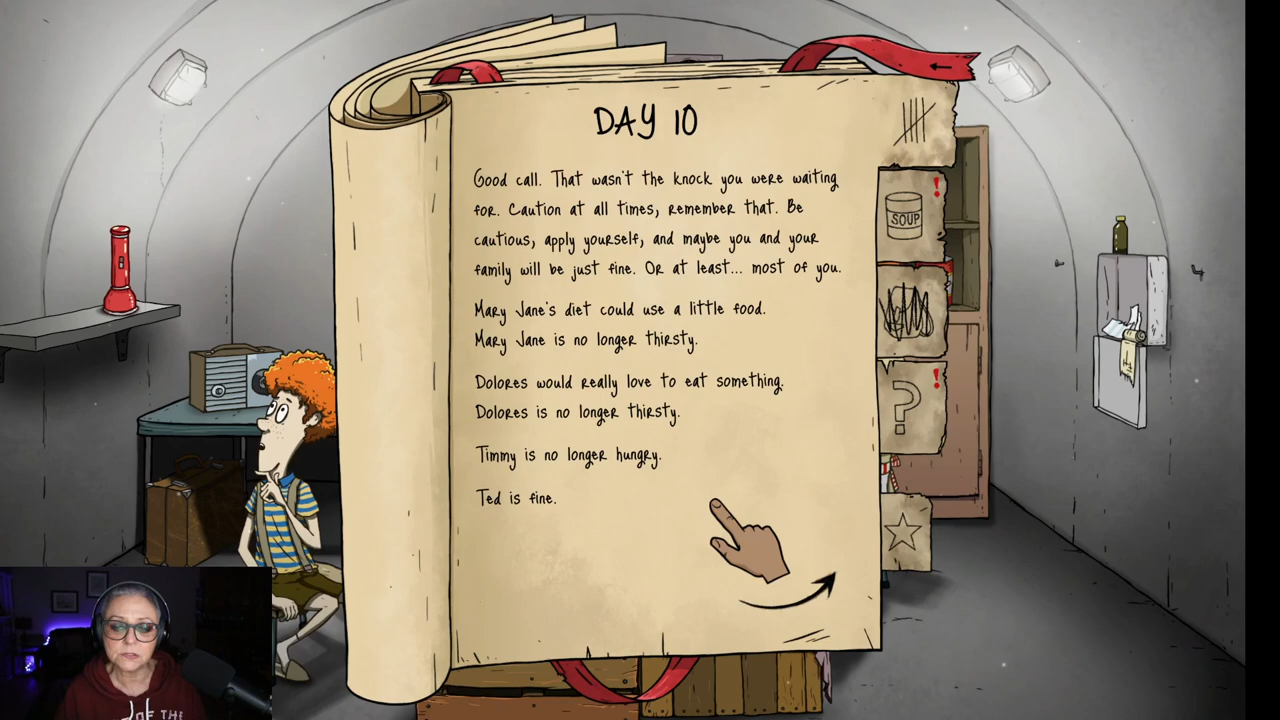 DAY 10
Good call. That wasn't the knock you were waiting
for. Caution at all times, remember that. Be
cautious, apply yourself, and maybe you and your
family will be just fine. Or at least... most of you.
Mary Jane's diet could use a little food.
Mary Jane is no longer thirsty.
Dolores would really love to eat something.
Dolores is no longer thirsty.
Timmy is no longer hungry.
Ted is fine.
!
SOUP
!
?
OF THE